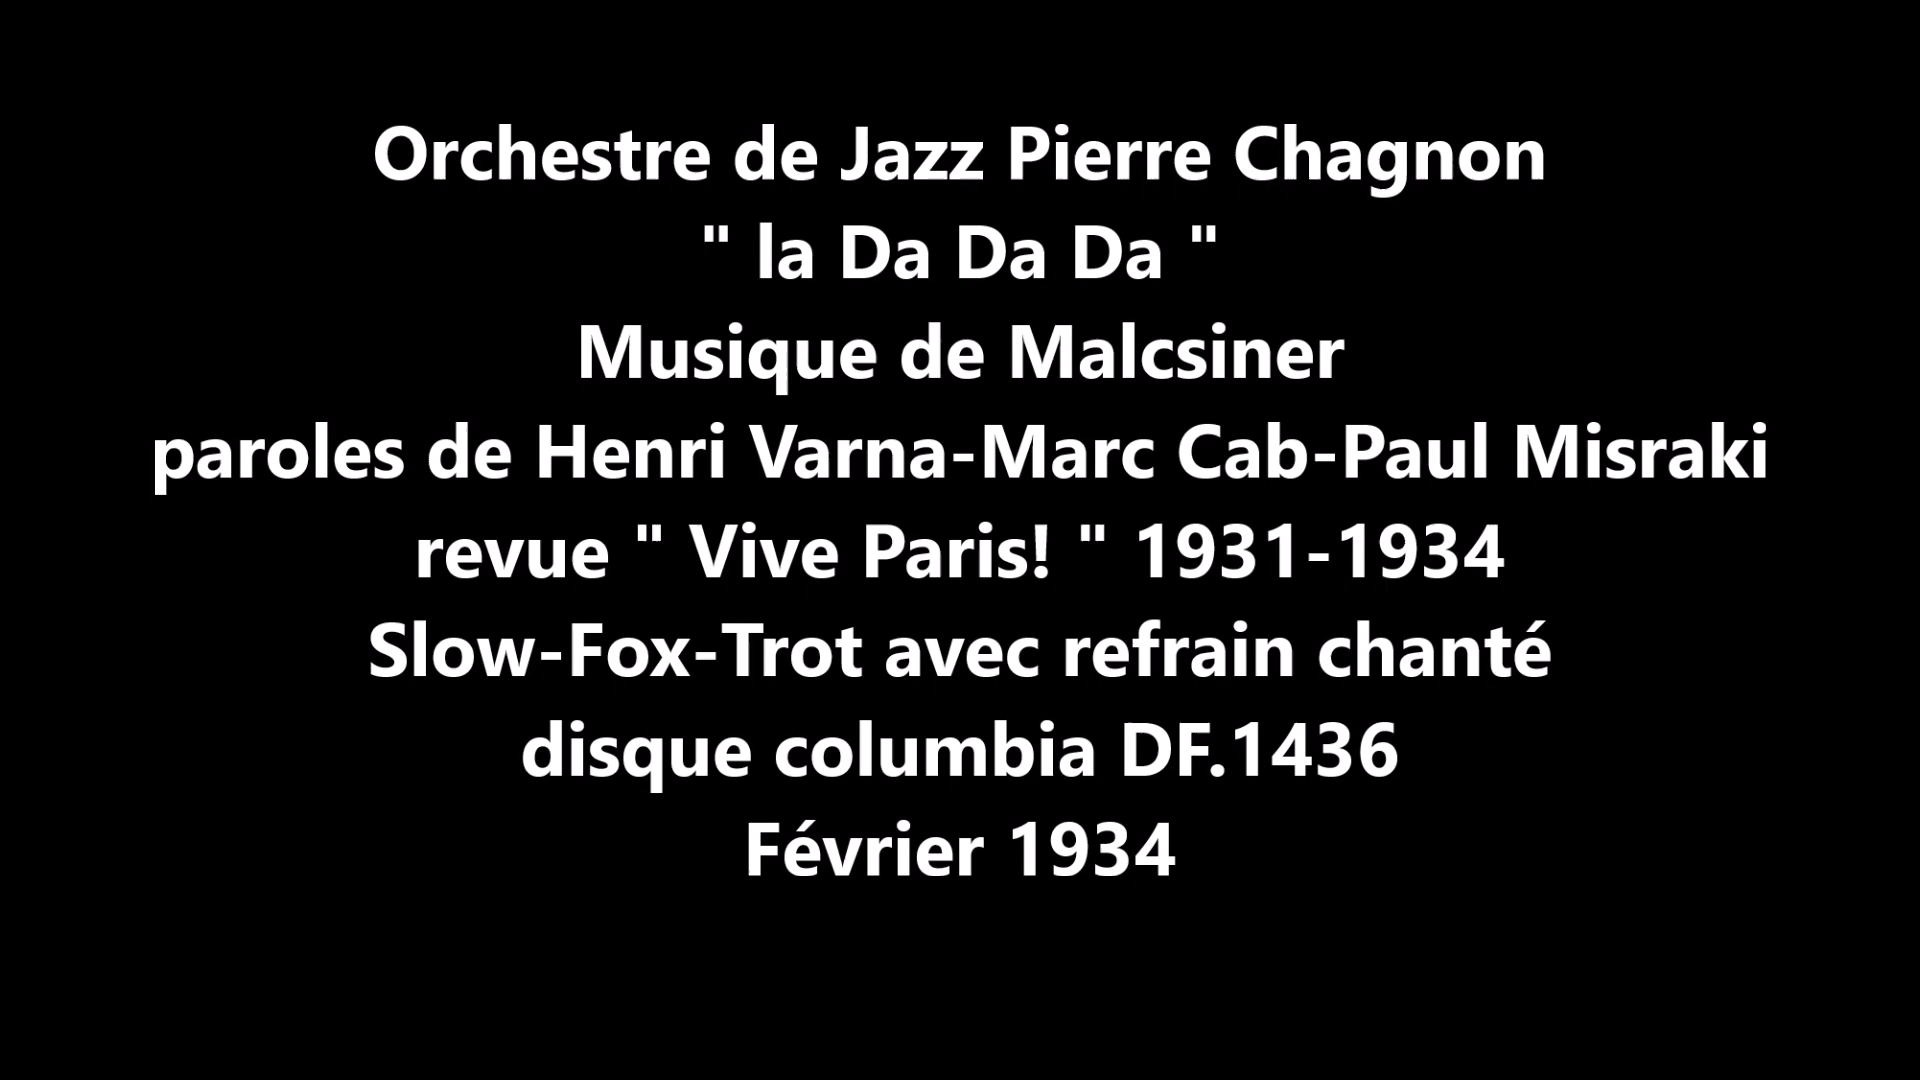 Orchestre de Jazz Pierre Chagnon
" la Da Da Da "
Musique de Malcsiner
paroles de Henri Varna-Marc Cab-Paul Misraki
revue " Vive Paris! " 1931-1934
Slow-Fox-Trot avec refrain chanté
disque columbia DF.1436
Février 1934